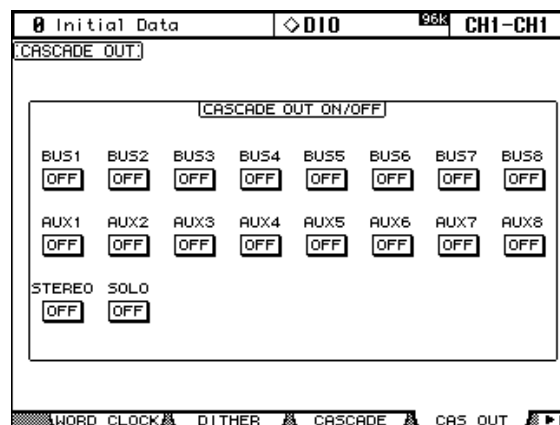 0 Initial Data ◇DIO 96k CH1-CH1
CASCADE OUT
CASCADE OUT ON/OFF
BUS1 BUS2 BUS3 BUS4 BUS5 BUS6 BUS7 BUS8
OFF OFF OFF OFF OFF OFF OFF OFF
AUX1 AUX2 AUX3 AUX4 AUX5 AUX6 AUX7 AUX8
OFF OFF OFF OFF OFF OFF OFF OFF
STEREO SOLO
OFF OFF
WORD CLOCK DITHER CASCADE CAS OUT